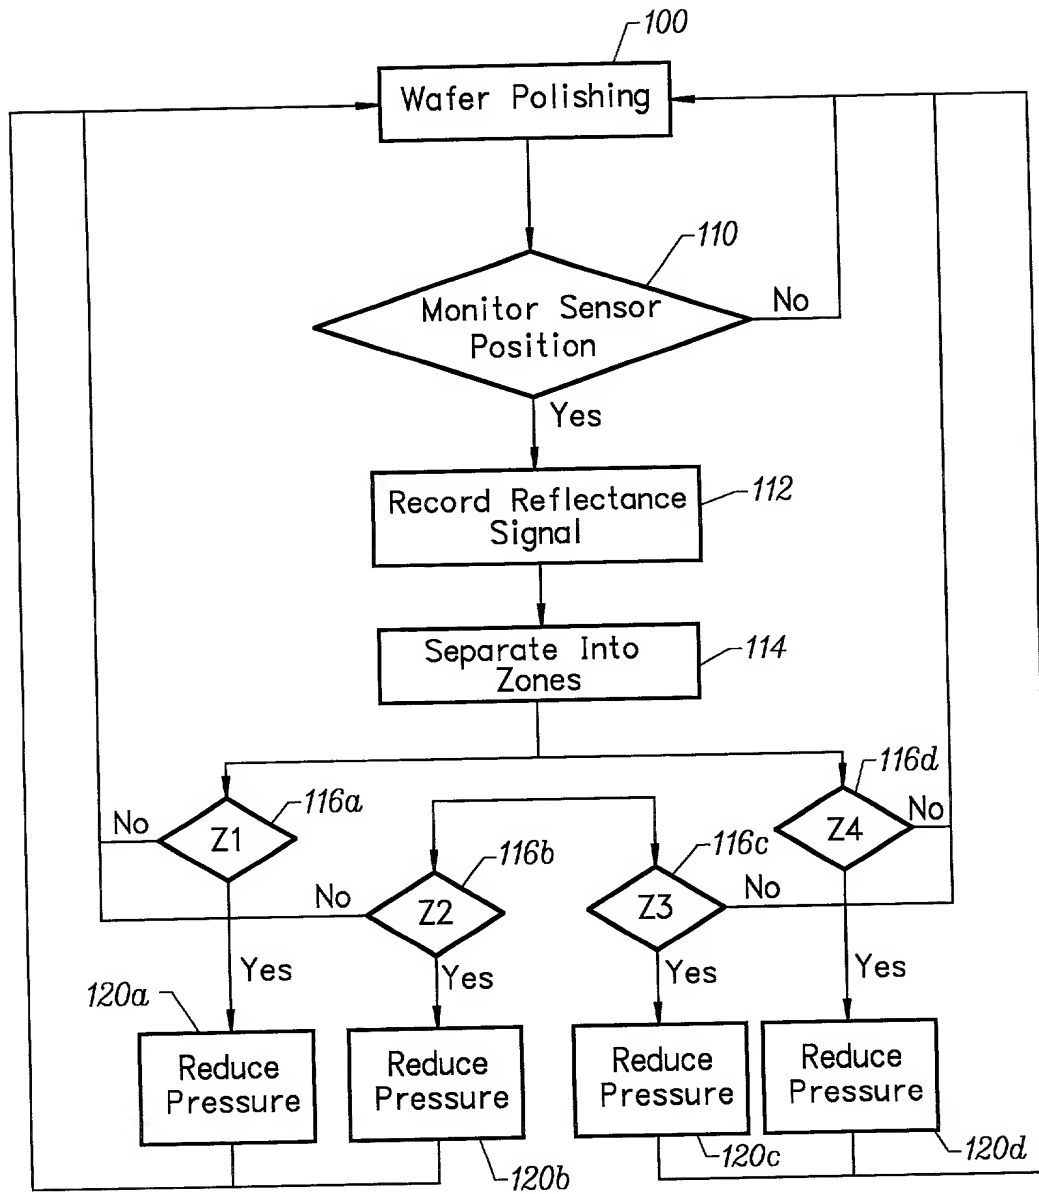 100
Wafer Polishing
110
Monitor Sensor
Position
No
Yes
Record Reflectance
Signal
112
Separate Into
Zones
114
116a
116d
No
Z1
Z4
No
116b
116c
No
Z2
Z3
No
Yes
Yes
Yes
Yes
120a
Reduce
Pressure
Reduce
Pressure
Reduce
Pressure
Reduce
Pressure
120b
120c
120d